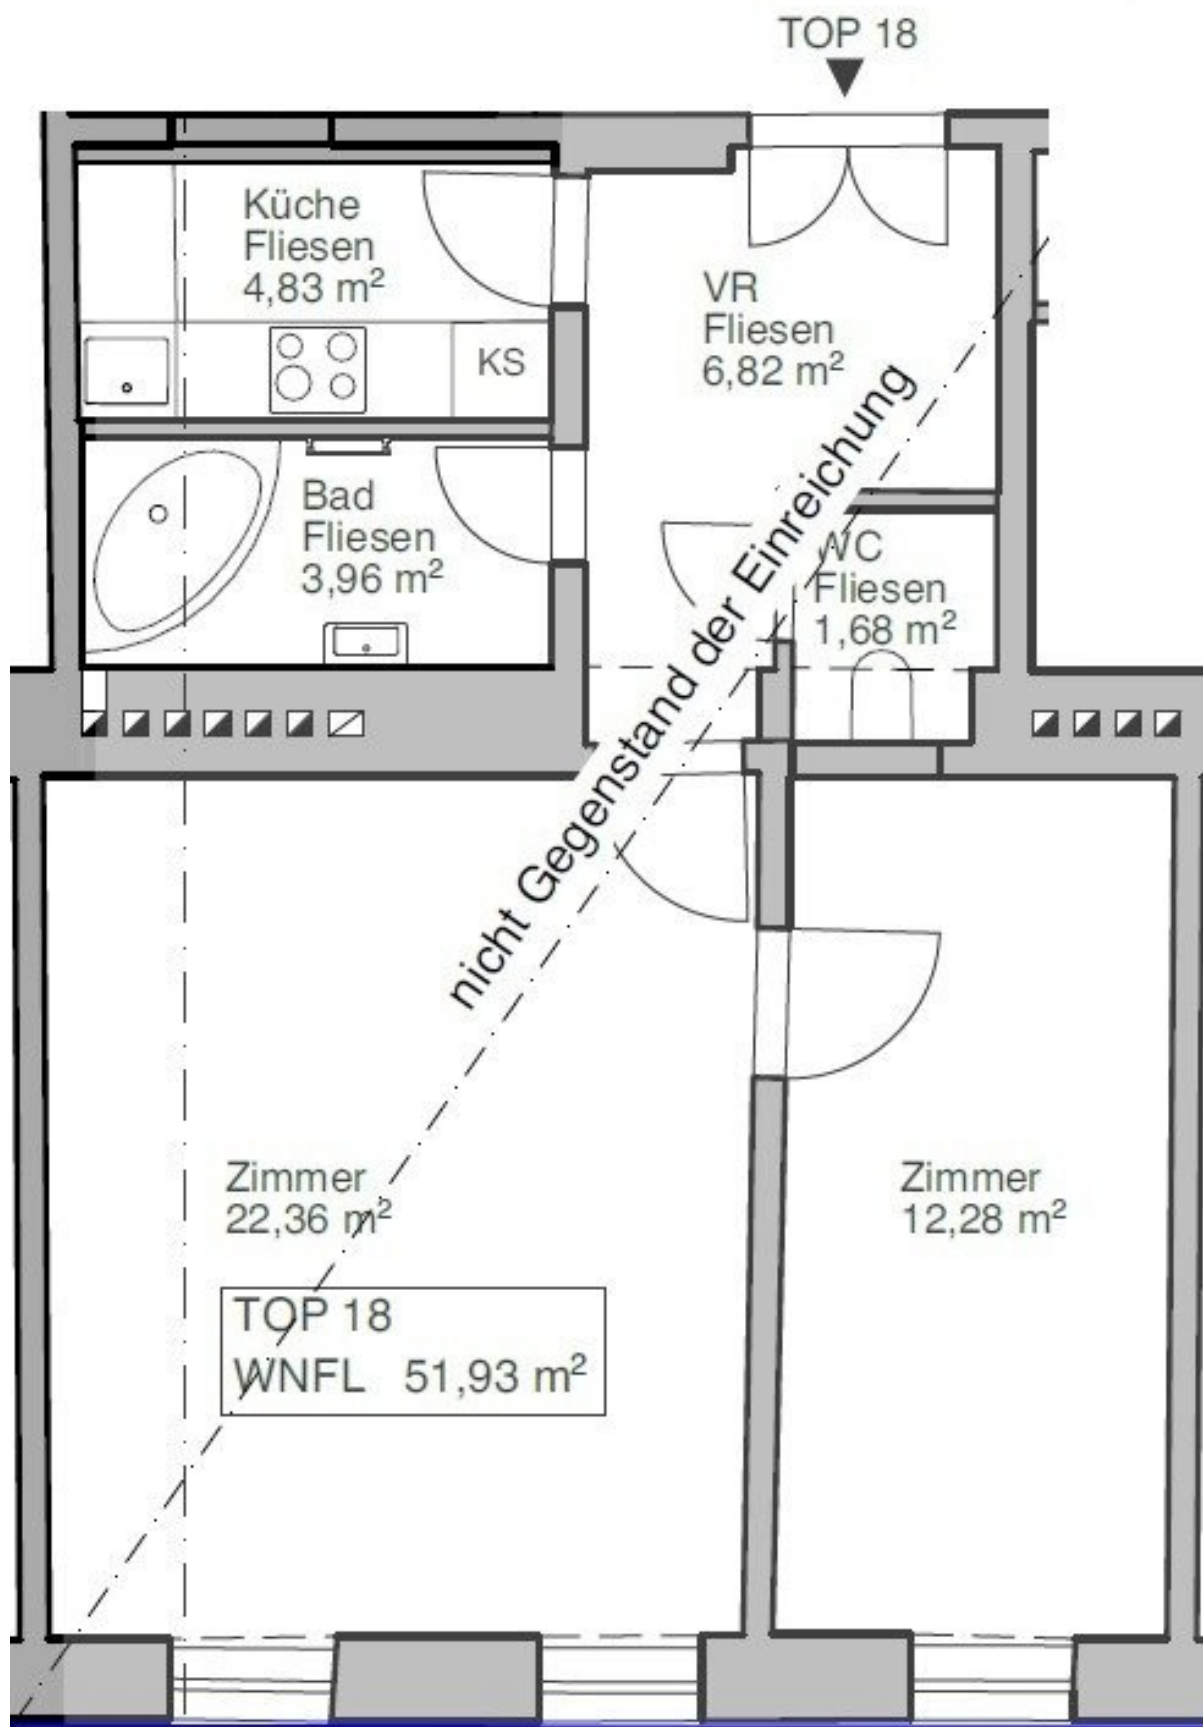 TOP 18
Küche
Fliesen
4,83 m²
KS
VR
Fliesen
6,82 m²
Bad
Fliesen
3,96 m²
WC
Fliesen
1,68 m²
nicht Gegenstand der Einreichung
Zimmer
22,36 m²
Zimmer
12,28 m²
TOP 18
WNFL 51,93 m²